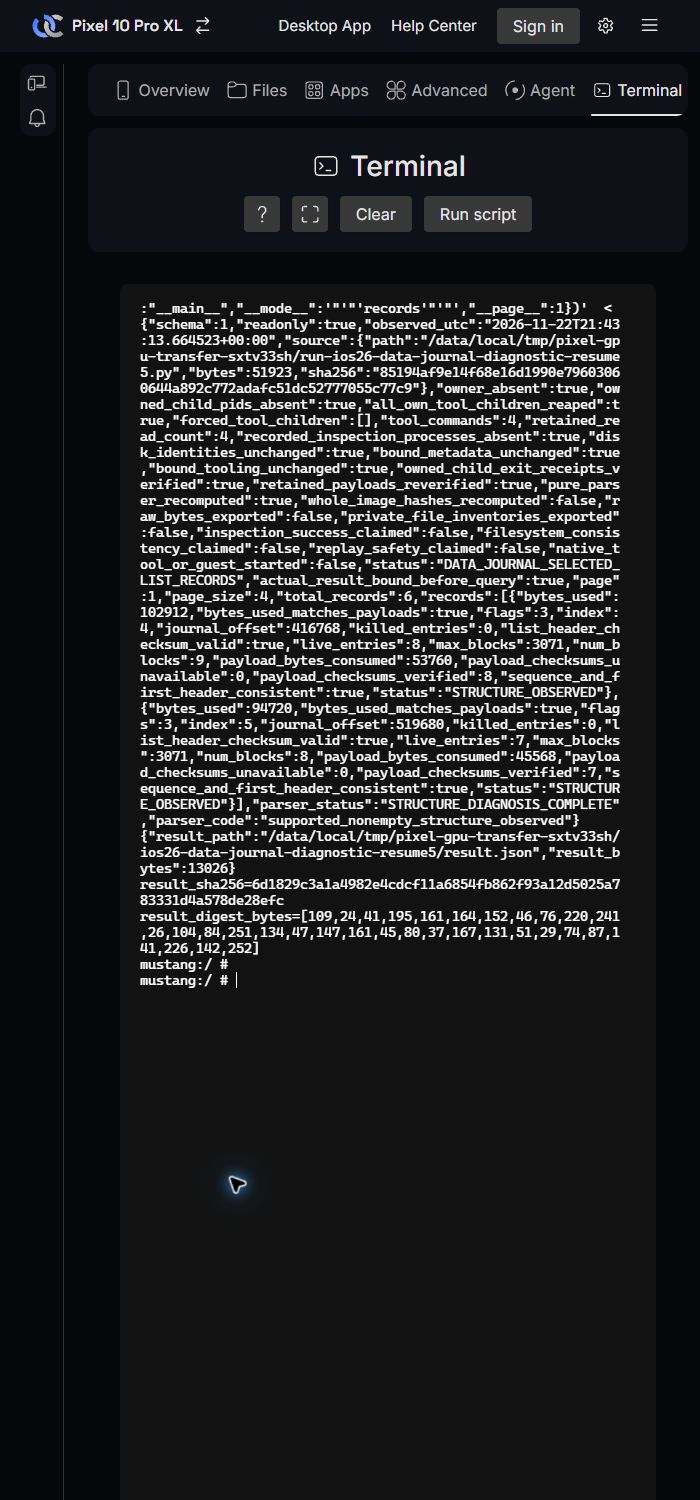 Pixel 10 Pro XL
Desktop App
Help Center
Sign in
Overview
Files
Apps
Advanced
Agent
Terminal
Terminal
?
Clear
Run script
:"__main__","__mode__":'"'"'records'"'"',"__page__":1})'  <
{"schema":1,"readonly":true,"observed_utc":"2026-11-22T21:43
:13.664523+00:00","source":{"path":"/data/local/tmp/pixel-gp
u-transfer-sxtv33sh/run-ios26-data-journal-diagnostic-resume
5.py","bytes":51923,"sha256":"85194af9e14f68e16d1990e7960306
0644a892c772adafc51dc52777055c77c9"},"owner_absent":true,"ow
ned_child_pids_absent":true,"all_own_tool_children_reaped":t
rue,"forced_tool_children":[],"tool_commands":4,"retained_re
ad_count":4,"recorded_inspection_processes_absent":true,"dis
k_identities_unchanged":true,"bound_metadata_unchanged":true
,"bound_tooling_unchanged":true,"owned_child_exit_receipts_v
erified":true,"retained_payloads_reverified":true,"pure_pars
er_recomputed":true,"whole_image_hashes_recomputed":false,"r
aw_bytes_exported":false,"private_file_inventories_exported"
:false,"inspection_success_claimed":false,"filesystem_consis
tency_claimed":false,"replay_safety_claimed":false,"native_t
ool_or_guest_started":false,"status":"DATA_JOURNAL_SELECTED_
LIST_RECORDS","actual_result_bound_before_query":true,"page"
:1,"page_size":4,"total_records":6,"records":[{"bytes_used":
102912,"bytes_used_matches_payloads":true,"flags":3,"index":
4,"journal_offset":416768,"killed_entries":0,"list_header_ch
ecksum_valid":true,"live_entries":8,"max_blocks":3071,"num_b
locks":9,"payload_bytes_consumed":53760,"payload_checksums_u
navailable":0,"payload_checksums_verified":8,"sequence_and_f
irst_header_consistent":true,"status":"STRUCTURE_OBSERVED"},
{"bytes_used":94720,"bytes_used_matches_payloads":true,"flag
s":3,"index":5,"journal_offset":519680,"killed_entries":0,"l
ist_header_checksum_valid":true,"live_entries":7,"max_blocks
":3071,"num_blocks":8,"payload_bytes_consumed":45568,"payloa
d_checksums_unavailable":0,"payload_checksums_verified":7,"s
equence_and_first_header_consistent":true,"status":"STRUCTUR
E_OBSERVED"}],"parser_status":"STRUCTURE_DIAGNOSIS_COMPLETE"
,"parser_code":"supported_nonempty_structure_observed"}
{"result_path":"/data/local/tmp/pixel-gpu-transfer-sxtv33sh/
ios26-data-journal-diagnostic-resume5/result.json","result_b
ytes":13026}
result_sha256=6d1829c3a1a4982e4cdcf11a6854fb862f93a12d5025a7
83331d4a578de28efc
result_digest_bytes=[109,24,41,195,161,164,152,46,76,220,241
,26,104,84,251,134,47,147,161,45,80,37,167,131,51,29,74,87,1
41,226,142,252]
mustang:/ #
mustang:/ #